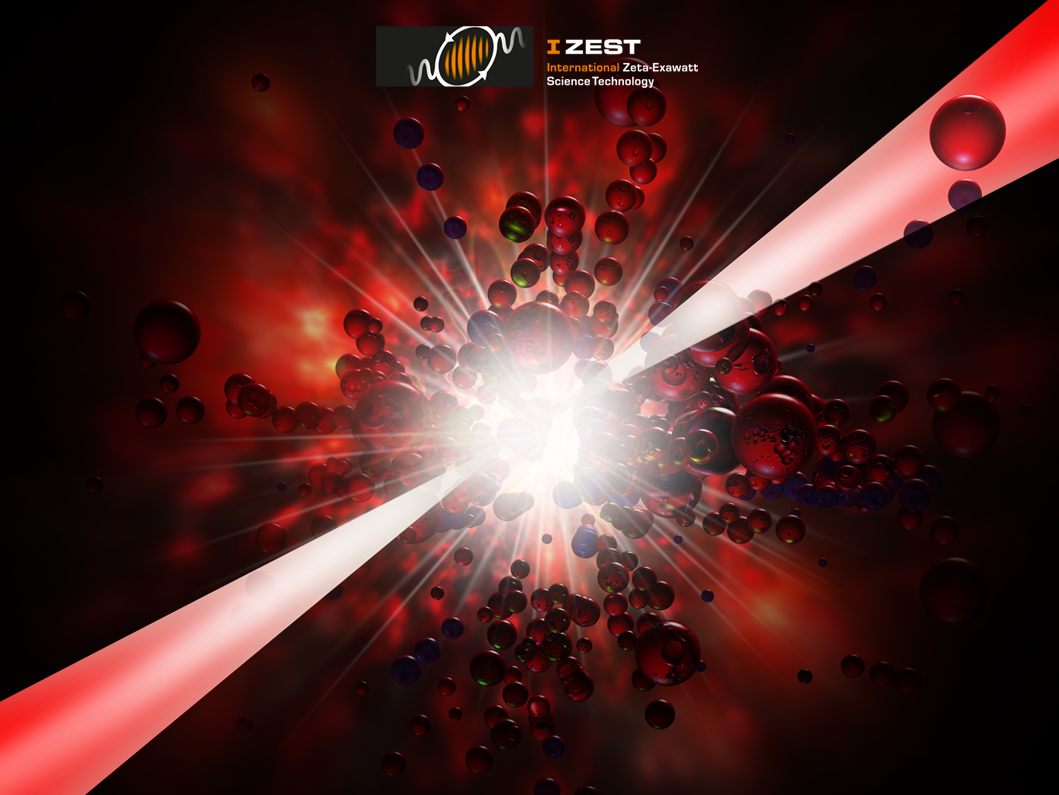 I ZEST
International Zeta-Exawatt
Science Technology